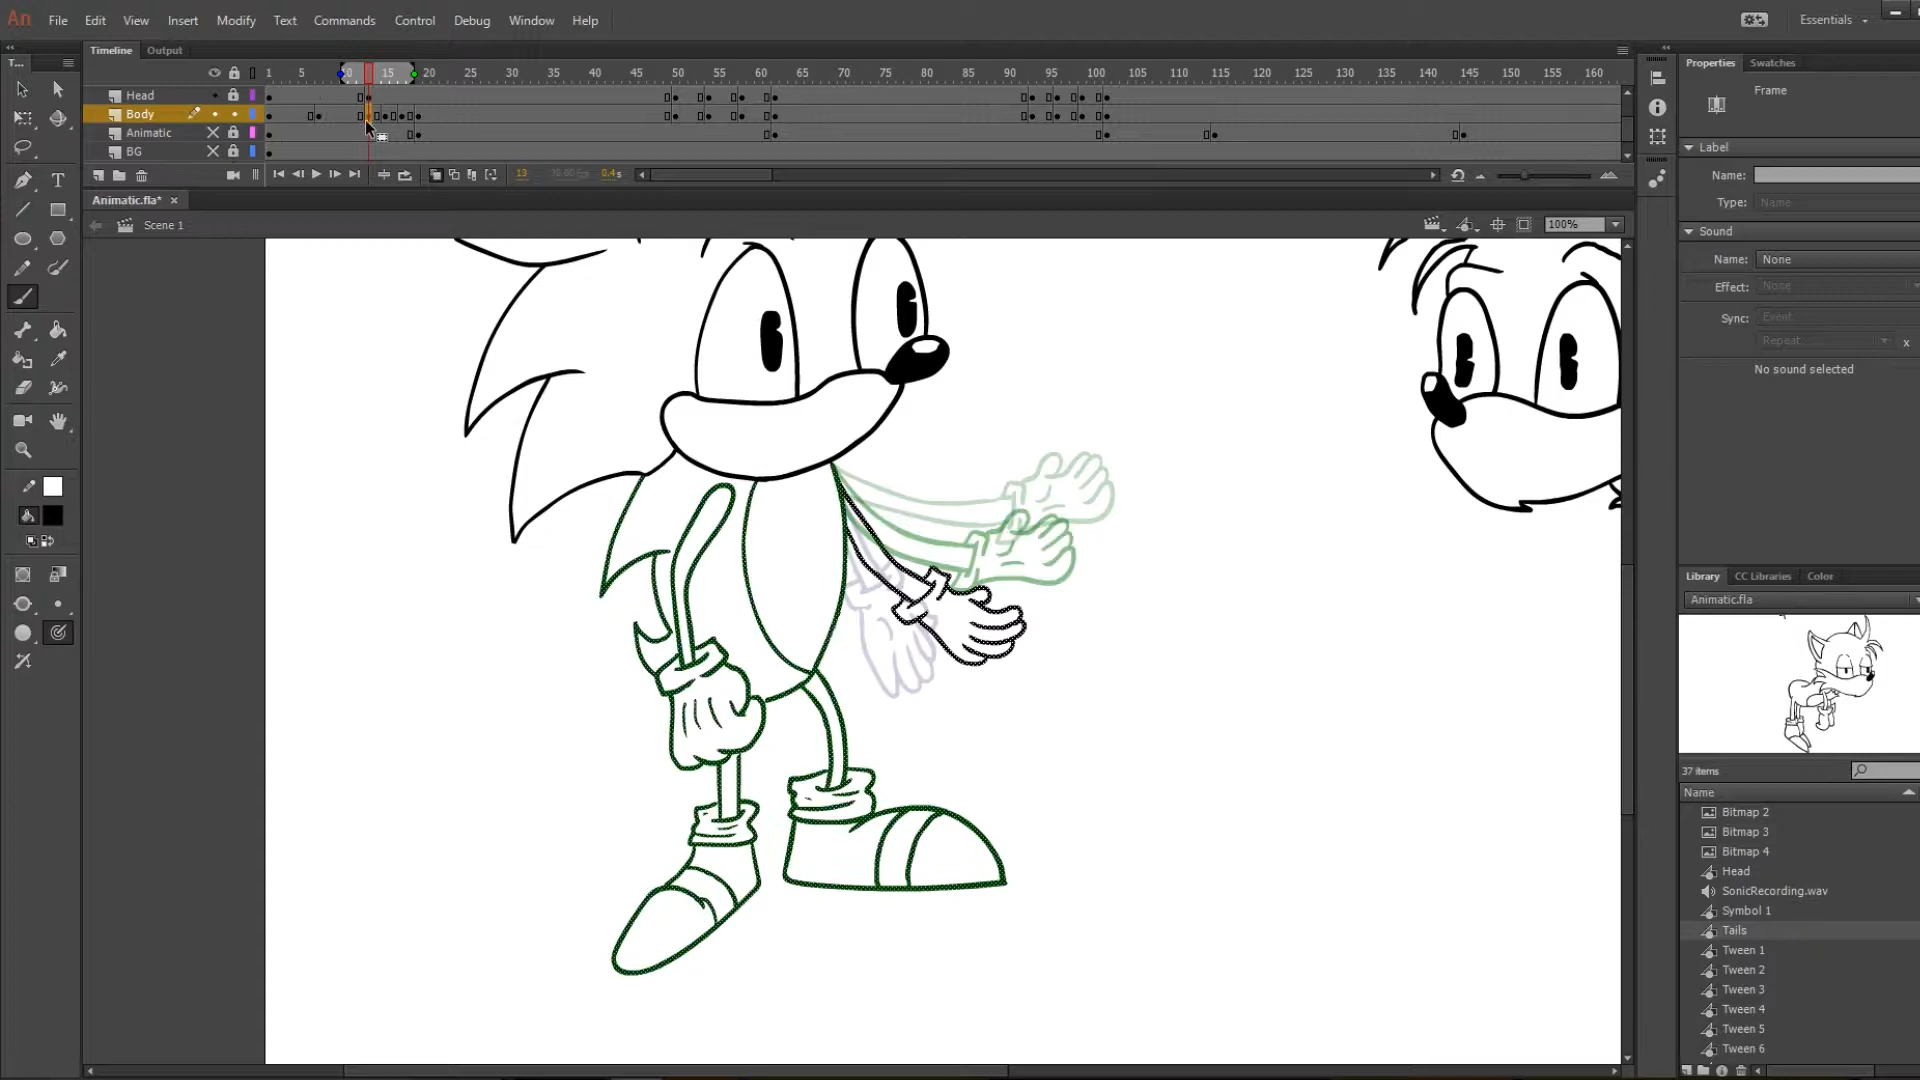 An File Edit View Insert Modify Text Commands Control Debug Window Help Essentials
Timeline Output
T... 1 5 0 15 20 25 30 35 40 45 50 55 60 65 70 75 80 85 90 95 100 105 110 115 120 125 130 135 140 145 150 155 160
Head
Body
Animatic
BG
13 0.4s
Animatic.fla*
Scene 1 100%
Properties Swatches
Frame
Label
Name:
Type: Name
Sound
Name: None
Effect: None
Sync: Event
Repeat x
No sound selected
Library CC Libraries Color
Animatic.fla
37 items
Name
Bitmap 2
Bitmap 3
Bitmap 4
Head
SonicRecording.wav
Symbol 1
Tails
Tween 1
Tween 2
Tween 3
Tween 4
Tween 5
Tween 6